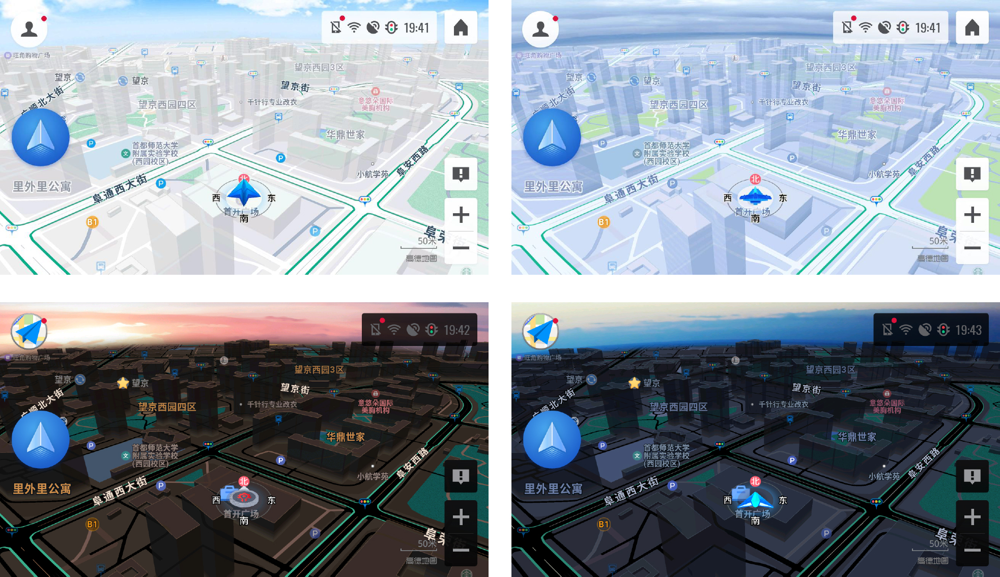 19:41
旺角购物广场
望京
望京
望京西园3区
望京街
广顺北大街
望京西园四区
千针行专业改衣
意悠朵国际
美胸机构
华鼎世家
P
首都师范大学
文 附属实验学校
(西园校区)
P
小航学苑
阜安西路
里外里公寓
阜通西大街
P
北
西
东
首开广场
南
B1
P
阜荣街
50米
高德地图
19:41
旺角购物广场
望京
望京
望京西园3区
望京街
广顺北大街
望京西园四区
千针行专业改衣
意悠朵国际
美胸机构
华鼎世家
P
首都师范大学
文 附属实验学校
(西园校区)
P
小航学苑
阜安西路
里外里公寓
阜通西大街
P
北
西
东
首开广场
南
B1
P
50米
高德地图
19:42
旺角购物广场
望京
望京
望京西园3区
望京街
广顺北大街
望京西园四区
千针行专业改衣
意悠朵国际
美胸机构
华鼎世家
P
首都师范大学
文 附属实验学校
(西园校区)
P
小航学苑
阜安西路
里外里公寓
阜通西大街
P
北
西
东
首开广场
南
B1
P
阜荣街
50米
高德地图
19:43
旺角购物广场
望京
望京
望京西园3区
望京街
广顺北大街
望京西园四区
千针行专业改衣
意悠朵国际
美胸机构
华鼎世家
P
首都师范大学
文 附属实验学校
(西园校区)
P
小航学苑
阜安西路
里外里公寓
阜通西大街
P
北
西
东
首开广场
南
B1
P
阜荣街
50米
高德地图